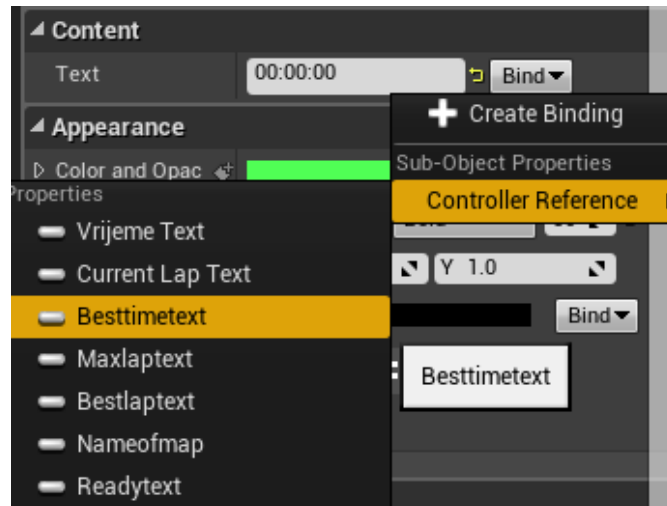 Content
Text 00:00:00 Bind
Create Binding
Appearance
Sub-Object Properties
Color and Opac
Properties
Controller Reference
Vrijeme Text
Current Lap Text
Y 1.0
Besttimetext
Bind
Maxlaptext
Besttimetext
Bestlaptext
Nameofmap
Readytext